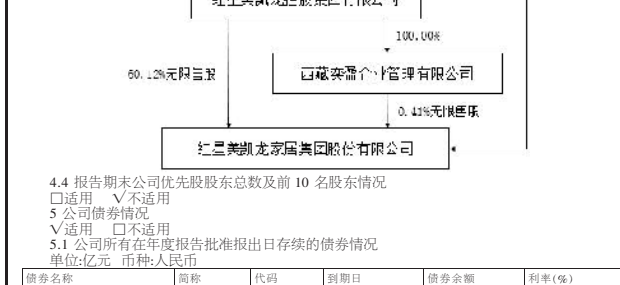 100.00%
60.12%无限售股
西藏奕盈企业管理有限公司
0.41%无限售股
红星美凯龙家居集团股份有限公司
4.4 报告期末公司优先股股东总数及前 10 名股东情况
□适用 √不适用
5 公司债券情况
√适用 □不适用
5.1 公司所有在年度报告批准报出日存续的债券情况
单位:亿元 币种:人民币
债券名称 简称 代码 到期日 债券余额 利率(%)